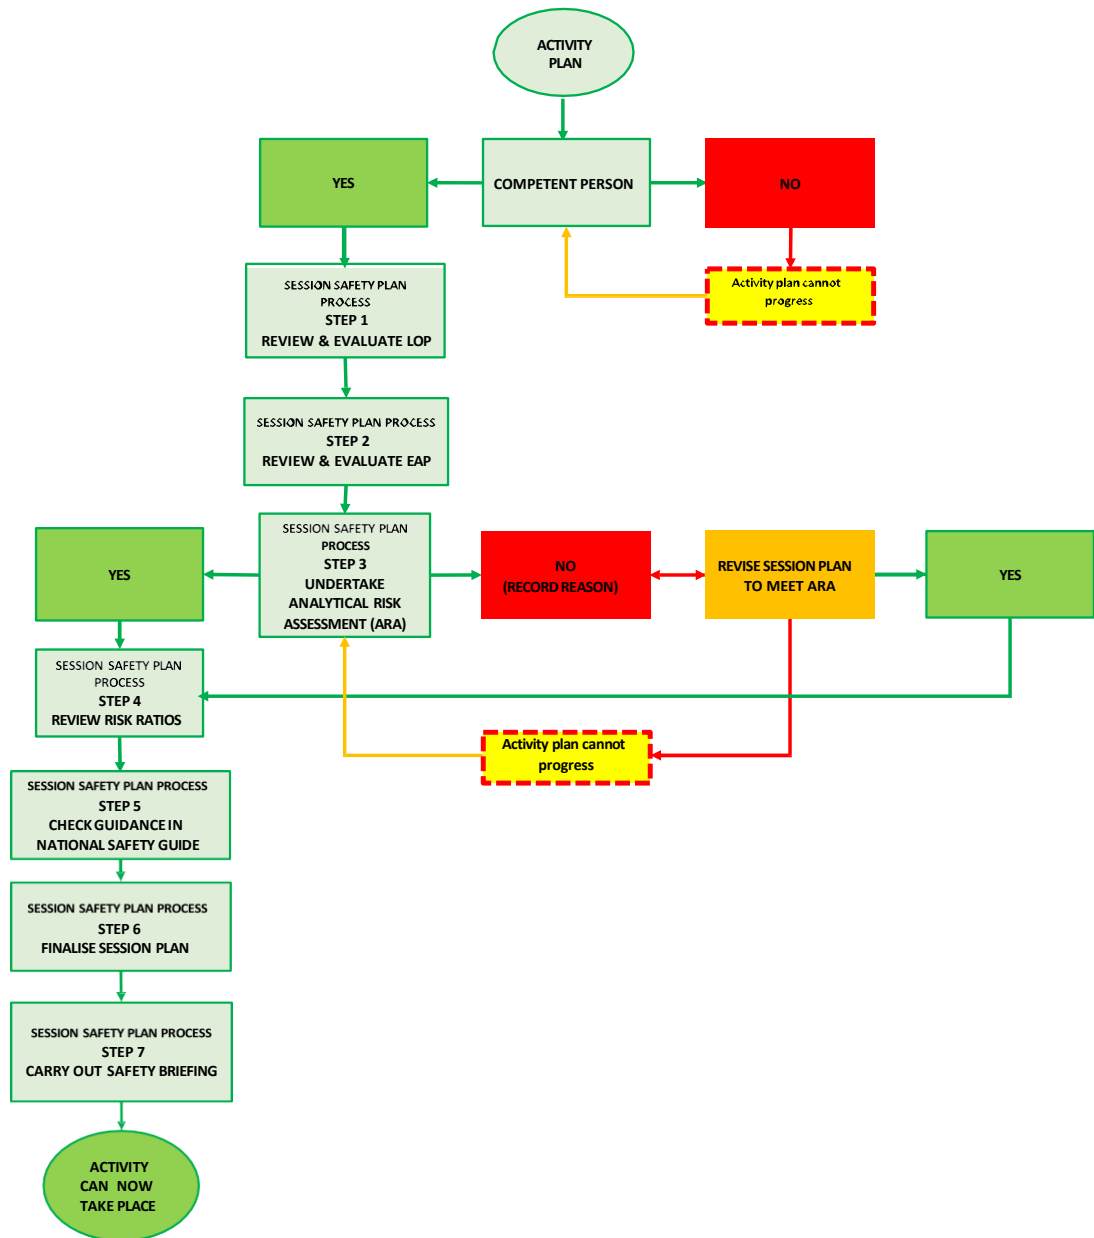 ACTIVITY
PLAN
YES
COMPETENT PERSON
NO
SESSION SAFETY PLAN
PROCESS
STEP 1
REVIEW & EVALUATE LOP
Activity plan cannot
progress
SESSION SAFETY PLAN PROCESS
STEP 2
REVIEW & EVALUATE EAP
YES
SESSION SAFETY PLAN
PROCESS
STEP 3
UNDERTAKE
ANALYTICAL RISK
ASSESSMENT (ARA)
NO
(RECORD REASON)
REVISE SESSION PLAN
TO MEET ARA
YES
SESSION SAFETY PLAN
PROCESS
STEP 4
REVIEW RISK RATIOS
Activity plan cannot
progress
SESSION SAFETY PLAN PROCESS
STEP 5
CHECK GUIDANCE IN
NATIONAL SAFETY GUIDE
SESSION SAFETY PLAN PROCESS
STEP 6
FINALISE SESSION PLAN
SESSION SAFETY PLAN PROCESS
STEP 7
CARRY OUT SAFETY BRIEFING
ACTIVITY
CAN NOW
TAKE PLACE